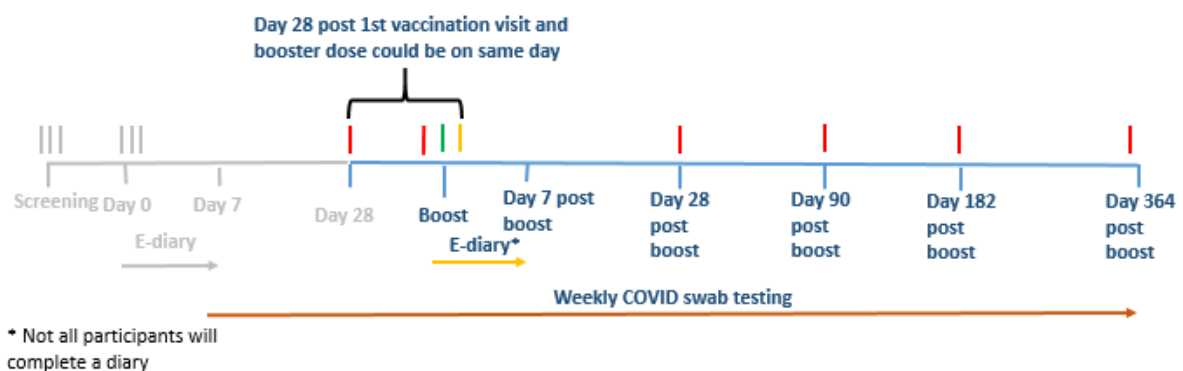 Day 28 post 1st vaccination visit and
booster dose could be on same day
Screening
Day 0
Day 7
Day 28
Boost
Day 7 post
boost
Day 28
post
boost
Day 90
post
boost
Day 182
post
boost
Day 364
post
boost
E-diary
E-diary*
Weekly COVID swab testing
* Not all participants will
complete a diary